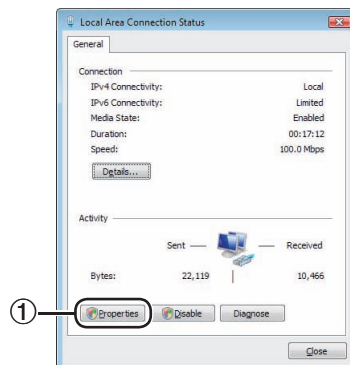 Local Area Connection Status
General
Connection
IPv4 Connectivity: Local
IPv6 Connectivity: Limited
Media State: Enabled
Duration: 00:17:12
Speed: 100.0 Mbps
Details...
Activity
Sent — — Received
Bytes: 22,119 | 10,466
① Properties Disable Diagnose
Close